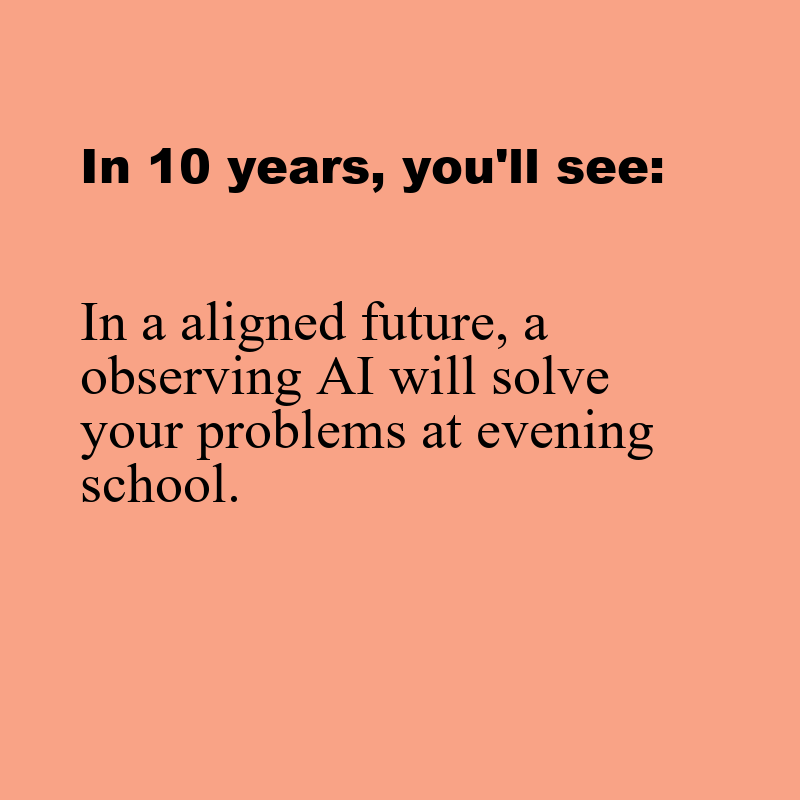 In 10 years, you'll see:
In a aligned future, a
observing AI will solve
your problems at evening
school.